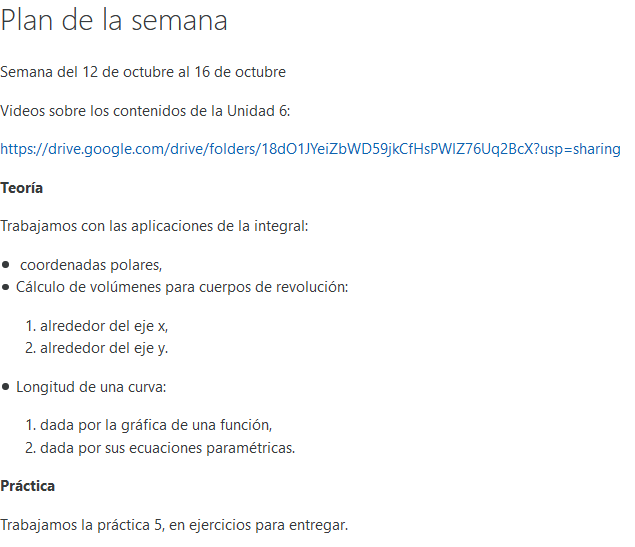 Plan de la semana
Semana del 12 de octubre al 16 de octubre
Videos sobre los contenidos de la Unidad 6:
https://drive.google.com/drive/folders/18dO1JYeiZbWD59jkCfHsPWlZ76Uq2BcX?usp=sharing
Teoría
Trabajamos con las aplicaciones de la integral:
• coordenadas polares,
• Cálculo de volúmenes para cuerpos de revolución:
1. alrededor del eje x,
2. alrededor del eje y.
• Longitud de una curva:
1. dada por la gráfica de una función,
2. dada por sus ecuaciones paramétricas.
Práctica
Trabajamos la práctica 5, en ejercicios para entregar.